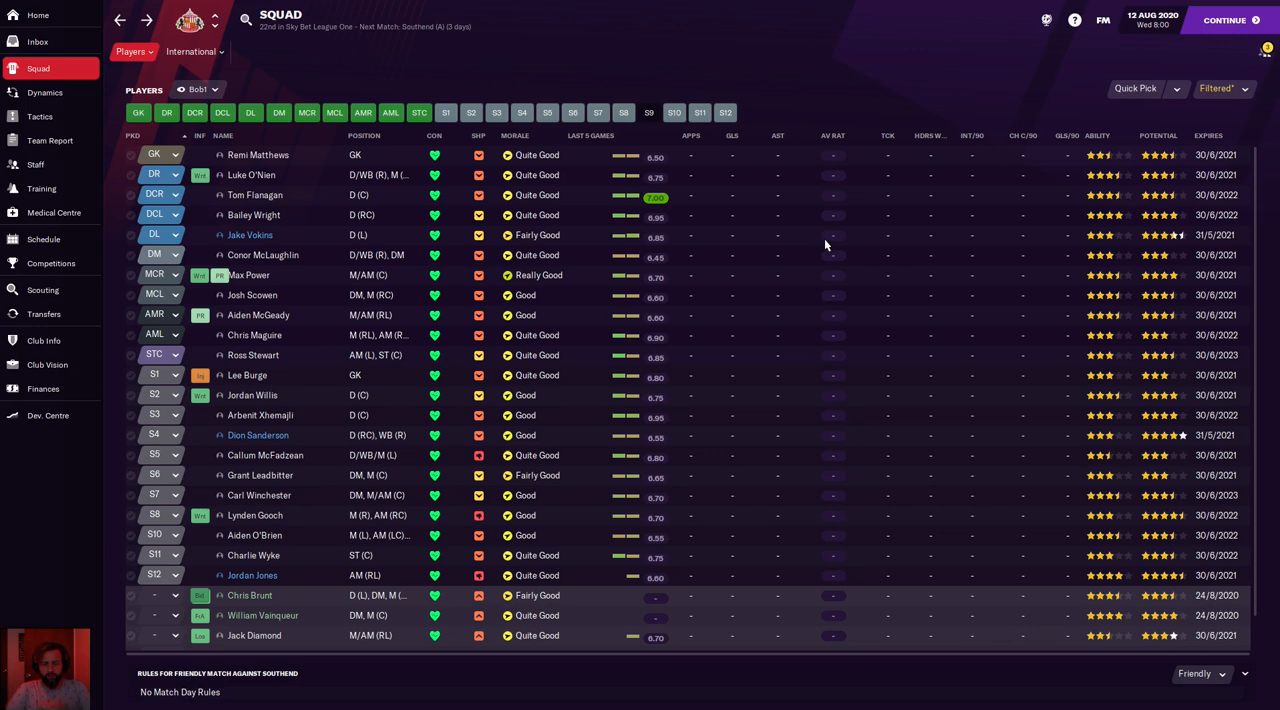 Home
Inbox
Squad
Dynamics
Tactics
Team Report
Staff
Training
Medical Centre
Schedule
Competitions
Scouting
Transfers
Club Info
Club Vision
Finances
Dev. Centre
SQUAD
22nd in Sky Bet League One - Next Match: Southend (A) (3 days)
? FM 12 AUG 2020 Wed 8:00 CONTINUE
2
Players International
PLAYERS Bob1 Quick Pick Filtered*
GK DR DCR DCL DL DM MCR MCL AMR AML STC S1 S2 S3 S4 S5 S6 S7 S8 S9 S10 S11 S12
PKD INF NAME POSITION CON SHP MORALE LAST 5 GAMES APPS GLS AST AV RAT TCK HDRS W... INT/90 CH C/90 GLS/90 ABILITY POTENTIAL EXPIRES
GK Remi Matthews GK Quite Good 6.50 - - - - - - - - - 30/6/2021
DR Wnt Luke O'Nien D/WB (R), M (... Quite Good 6.75 - - - - - - - - - 30/6/2021
DCR Tom Flanagan D (C) Quite Good 7.00 - - - - - - - - - 30/6/2022
DCL Bailey Wright D (RC) Quite Good 6.95 - - - - - - - - - 30/6/2022
DL Jake Vokins D (L) Fairly Good 6.85 - - - - - - - - - 31/5/2021
DM Conor McLaughlin D/WB (R), DM Quite Good 6.45 - - - - - - - - - 30/6/2021
MCR Wnt PR Max Power M/AM (C) Really Good 6.70 - - - - - - - - - 30/6/2021
MCL Josh Scowen DM, M (RC) Good 6.60 - - - - - - - - - 30/6/2021
AMR PR Aiden McGeady M/AM (RL) Good 6.60 - - - - - - - - - 30/6/2021
AML Chris Maguire M (RL), AM (R... Quite Good 6.90 - - - - - - - - - 30/6/2022
STC Ross Stewart AM (L), ST (C) Quite Good 6.85 - - - - - - - - - 30/6/2023
S1 Inj Lee Burge GK Quite Good 6.80 - - - - - - - - - 30/6/2021
S2 Wnt Jordan Willis D (C) Good 6.75 - - - - - - - - - 30/6/2021
S3 Arbenit Xhemajli D (C) Good 6.95 - - - - - - - - - 30/6/2022
S4 Dion Sanderson D (RC), WB (R) Good 6.55 - - - - - - - - - 31/5/2021
S5 Callum McFadzean D/WB/M (L) Quite Good 6.80 - - - - - - - - - 30/6/2021
S6 Grant Leadbitter DM, M (C) Fairly Good 6.65 - - - - - - - - - 30/6/2021
S7 Carl Winchester DM, M/AM (C) Good 6.70 - - - - - - - - - 30/6/2023
S8 Wnt Lynden Gooch M (R), AM (RC) Good 6.70 - - - - - - - - - 30/6/2022
S10 Aiden O'Brien M (L), AM (LC)... Good 6.55 - - - - - - - - - 30/6/2022
S11 Charlie Wyke ST (C) Quite Good 6.75 - - - - - - - - - 30/6/2022
S12 Jordan Jones AM (RL) Quite Good 6.60 - - - - - - - - - 30/6/2021
- Bid Chris Brunt D (L), DM, M (... Fairly Good - - - - - - - - - - 24/8/2020
- FrA William Vainqueur DM, M (C) Quite Good - - - - - - - - - - 24/8/2020
- Loa Jack Diamond M/AM (RL) Quite Good 6.70 - - - - - - - - - 30/6/2021
RULES FOR FRIENDLY MATCH AGAINST SOUTHEND Friendly
No Match Day Rules